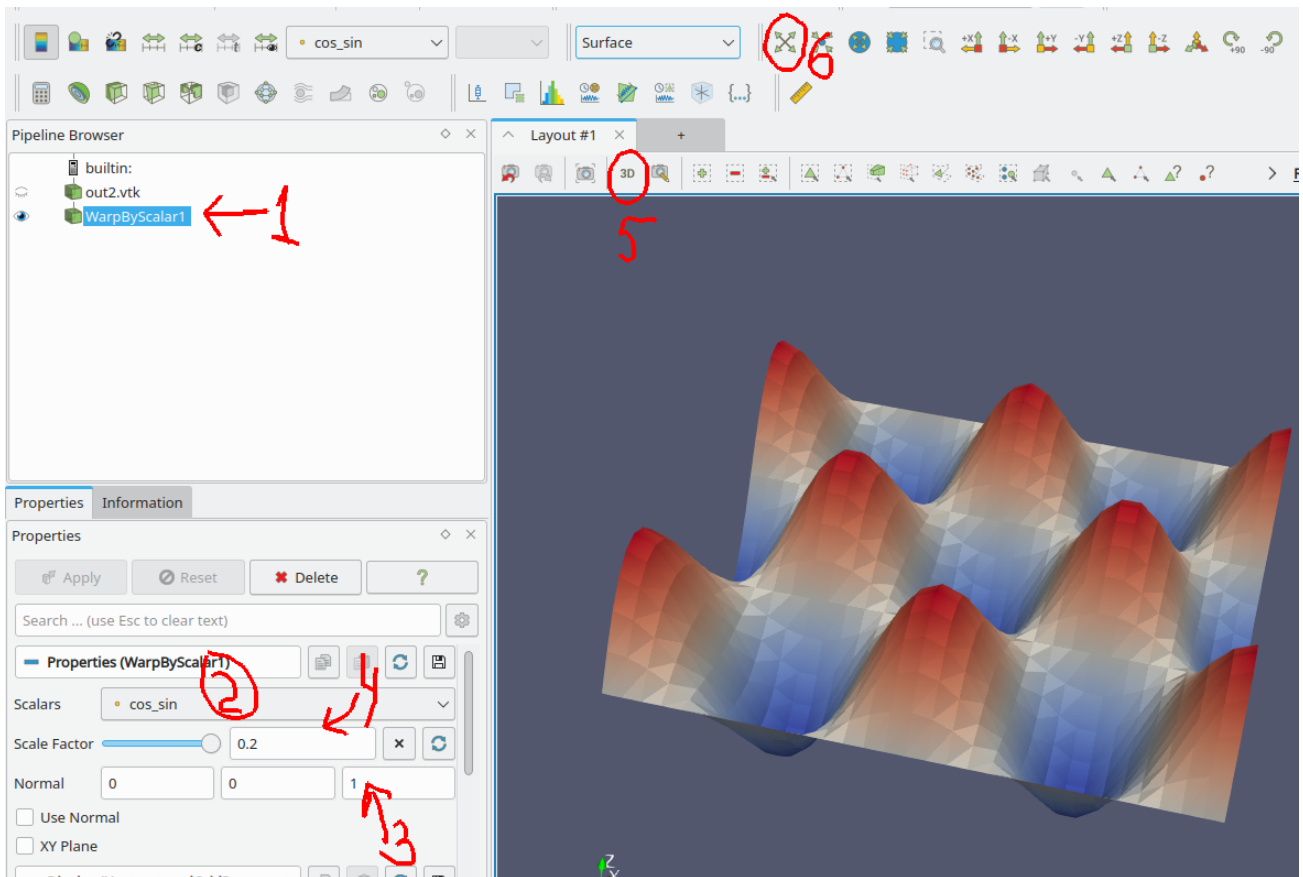 cos_sin
Surface
6
+X
-X
+Y
-Y
+Z
-Z
+90
-90
{...}
Pipeline Browser
Layout #1
+
builtin:
out2.vtk
WarpByScalar1
1
3D
5
Properties Information
Properties
Apply Reset Delete ?
Search ... (use Esc to clear text)
Properties (WarpByScalar1)
2
4
Scalars cos_sin
Scale Factor 0.2
Normal 0 0 1
Use Normal
3
XY Plane
Z
Y